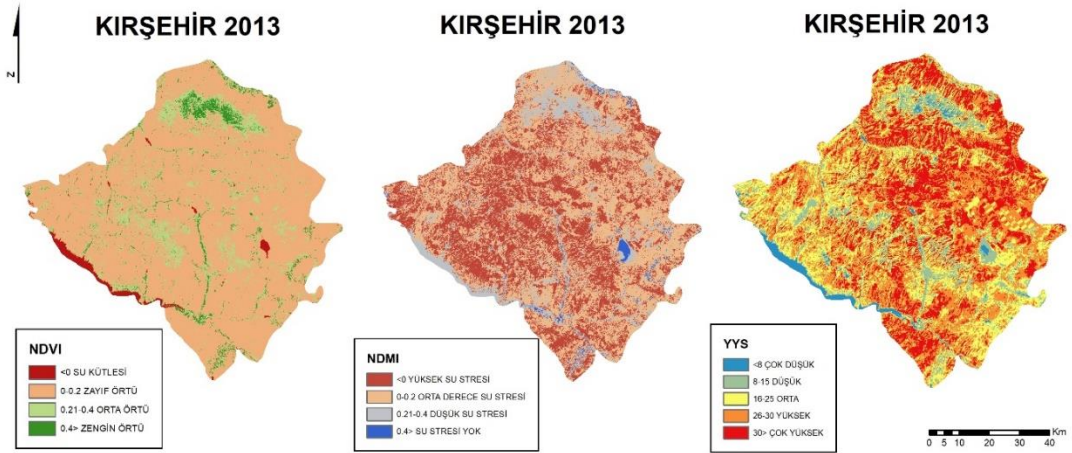 KIRŞEHİR 2013
KIRŞEHİR 2013
KIRŞEHİR 2013
N
NDVI
<0 SU KÜTLESİ
0-0.2 ZAYIF ÖRTÜ
0.21-0.4 ORTA ÖRTÜ
0.4> ZENGİN ÖRTÜ
NDMI
<0 YÜKSEK SU STRESİ
0-0.2 ORTA DERECE SU STRESİ
0.21-0.4 DÜŞÜK SU STRESİ
0.4> SU STRESİ YOK
YYS
<8 ÇOK DÜŞÜK
8-15 DÜŞÜK
16-25 ORTA
26-30 YÜKSEK
30> ÇOK YÜKSEK
Km
0 5 10 20 30 40